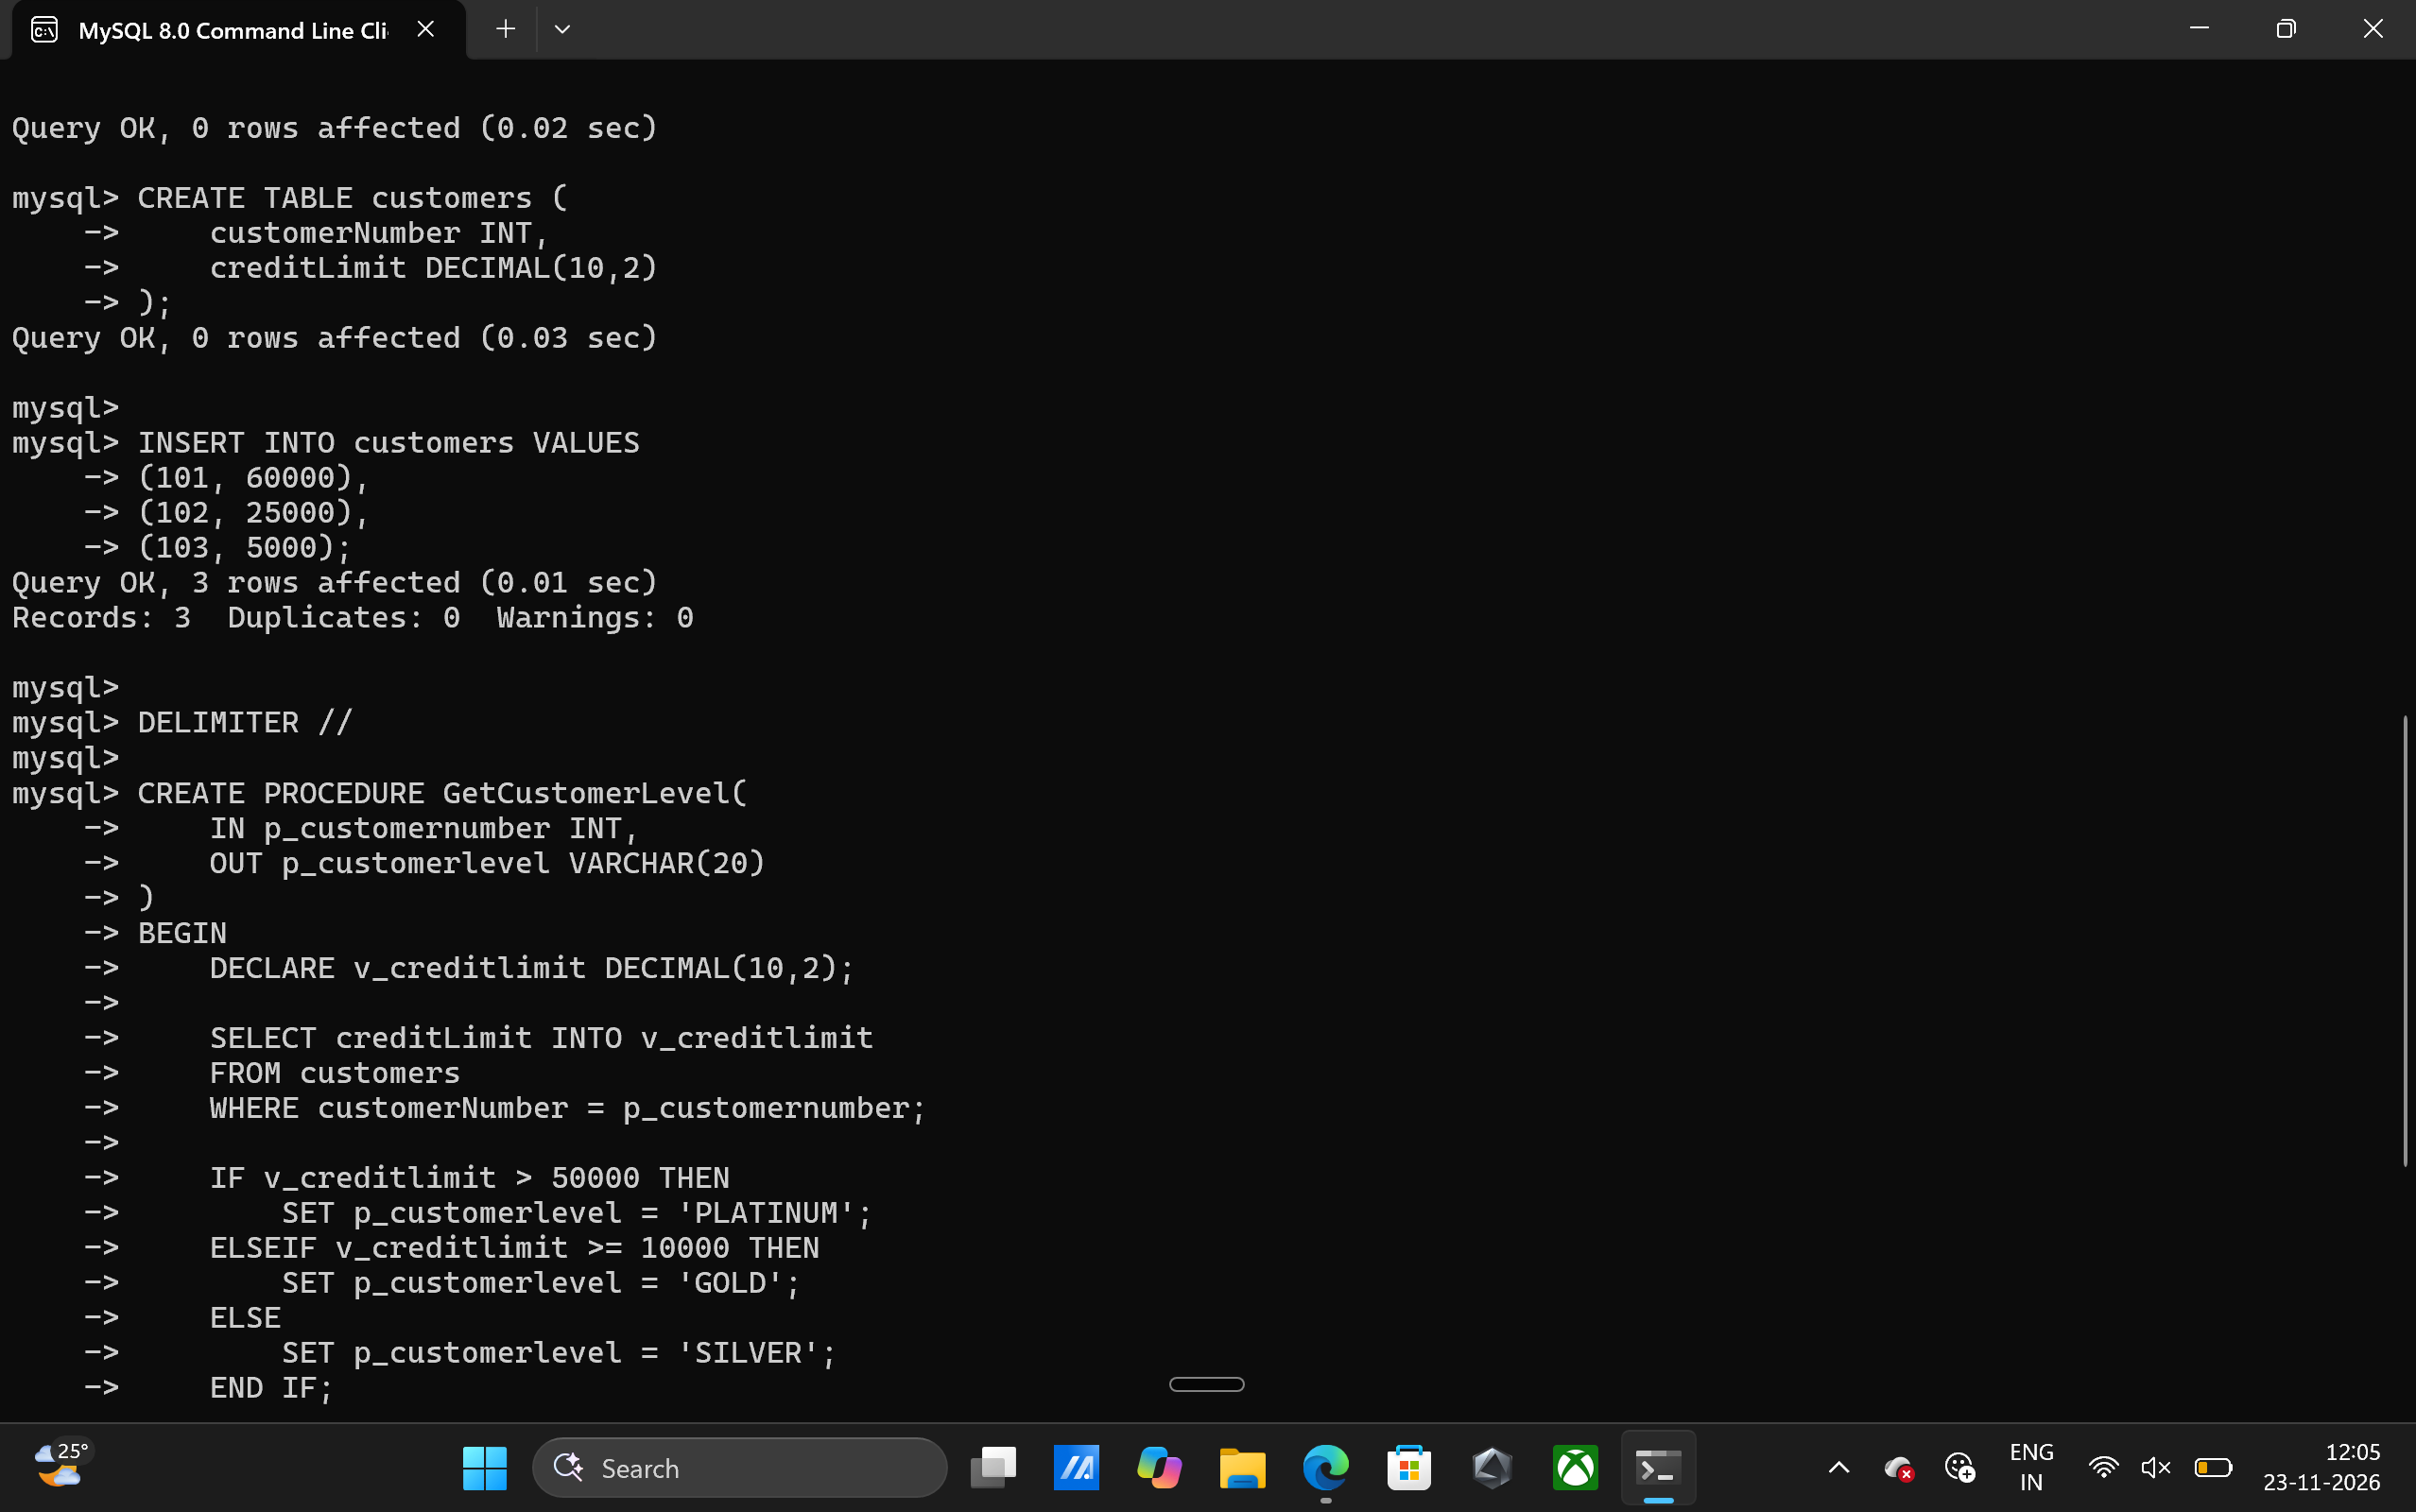 MySQL 8.0 Command Line Cli
Query OK, 0 rows affected (0.02 sec)
mysql> CREATE TABLE customers (
    ->     customerNumber INT,
    ->     creditLimit DECIMAL(10,2)
    -> );
Query OK, 0 rows affected (0.03 sec)
mysql>
mysql> INSERT INTO customers VALUES
    -> (101, 60000),
    -> (102, 25000),
    -> (103, 5000);
Query OK, 3 rows affected (0.01 sec)
Records: 3  Duplicates: 0  Warnings: 0
mysql>
mysql> DELIMITER //
mysql>
mysql> CREATE PROCEDURE GetCustomerLevel(
    ->     IN p_customernumber INT,
    ->     OUT p_customerlevel VARCHAR(20)
    -> )
    -> BEGIN
    ->     DECLARE v_creditlimit DECIMAL(10,2);
    ->
    ->     SELECT creditLimit INTO v_creditlimit
    ->     FROM customers
    ->     WHERE customerNumber = p_customernumber;
    ->
    ->     IF v_creditlimit > 50000 THEN
    ->         SET p_customerlevel = 'PLATINUM';
    ->     ELSEIF v_creditlimit >= 10000 THEN
    ->         SET p_customerlevel = 'GOLD';
    ->     ELSE
    ->         SET p_customerlevel = 'SILVER';
    ->     END IF;
25°
Search
ENG
IN
12:05
23-11-2026